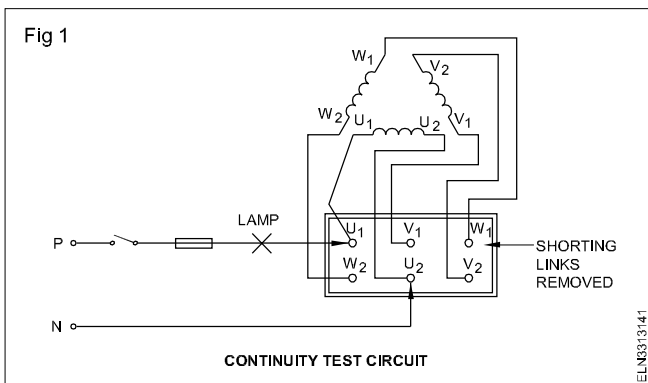 Fig 1
W1
V2
W2
U1
U2
V1
LAMP
P
U1
V1
W1
SHORTING
LINKS
REMOVED
W2
U2
V2
N
CONTINUITY TEST CIRCUIT
ELN3313141